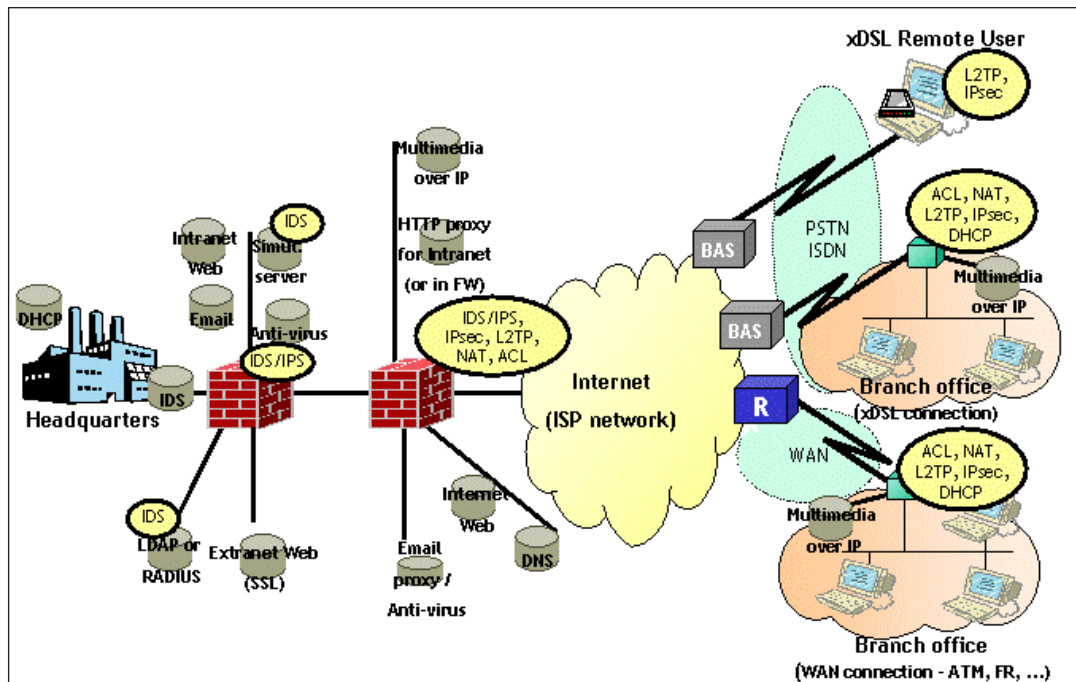 xDSL Remote User
L2TP,
IPsec
Multimedia
over IP
HTTP proxy
for Intranet
(or in FW)
IDS
Intranet
Web
Simut.
server
DHCP
Email
Anti-virus
IDS/IPS
IDS/IPS,
IPsec, L2TP,
NAT, ACL
IDS
Headquarters
Internet
(ISP network)
BAS
BAS
R
PSTN
ISDN
WAN
ACL, NAT,
L2TP, IPsec,
DHCP
Multimedia
over IP
Branch office
(xDSL connection)
ACL, NAT,
L2TP, IPsec,
DHCP
Multimedia
over IP
Branch office
(WAN connection - ATM, FR, ...)
IDS
LDAP or
RADIUS
Extranet Web
(SSL)
Email
proxy /
Anti-virus
Internet
Web
DNS